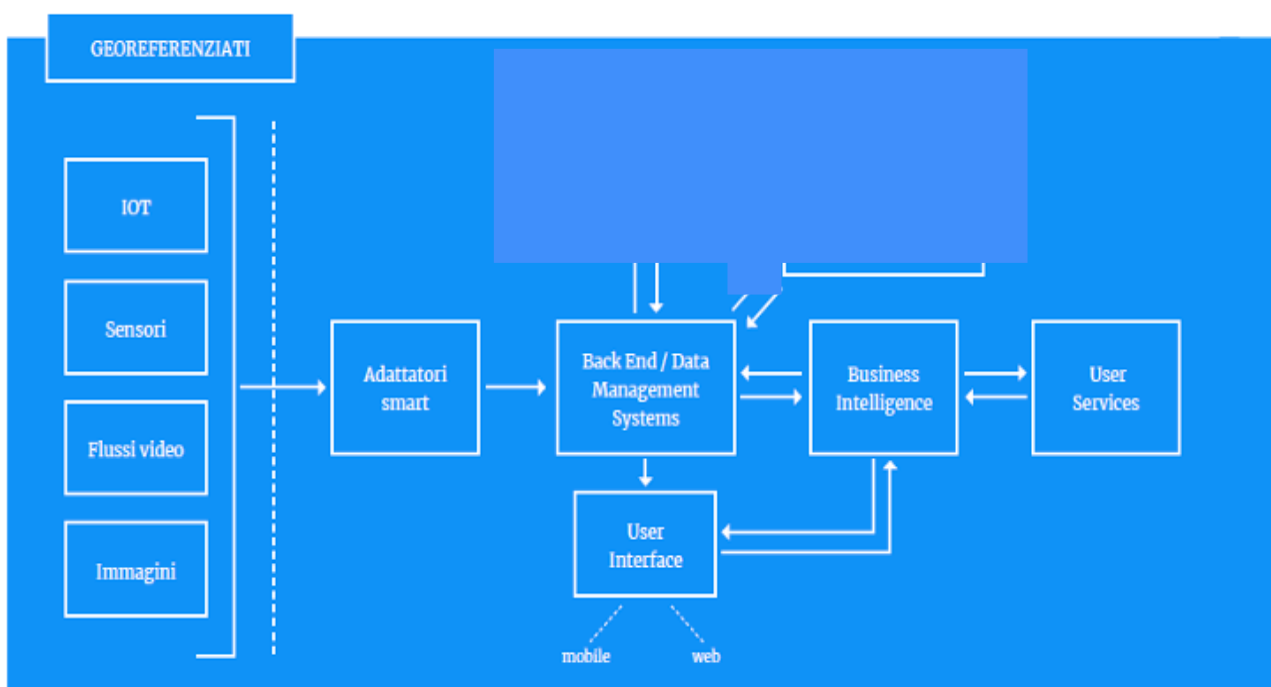 GEOREFERENZIATI
IOT
Sensori
Flussi video
Immagini
Adattatori
smart
Back End / Data
Management
Systems
Business
Intelligence
User
Services
User
Interface
mobile
web